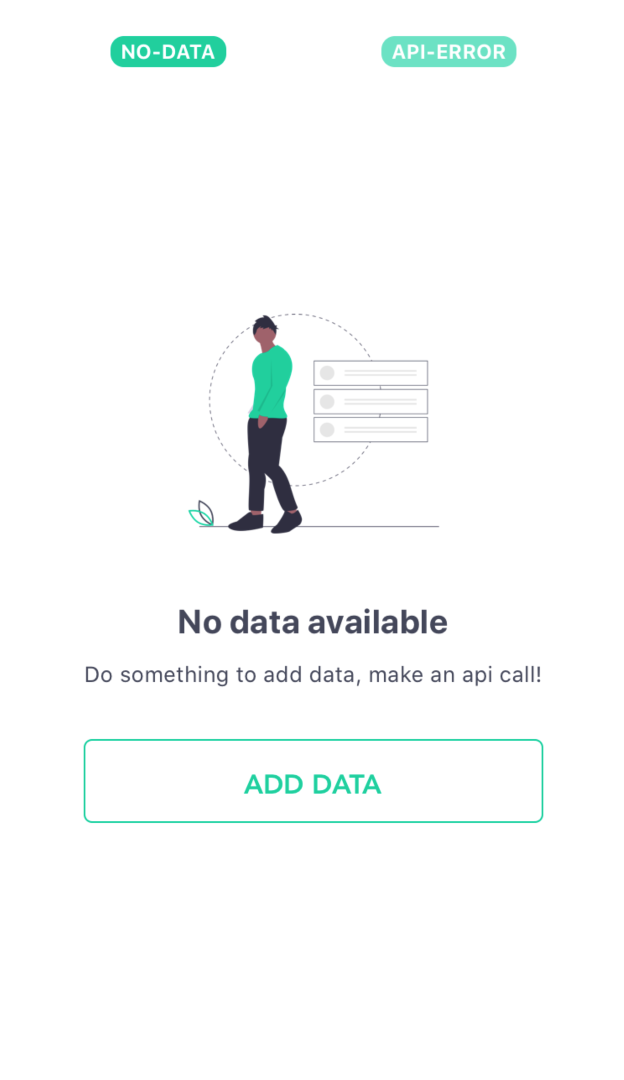 NO-DATA
API-ERROR
No data available
Do something to add data, make an api call!
ADD DATA